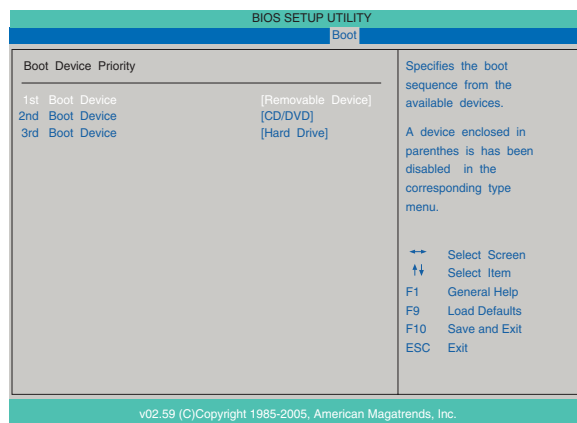 BIOS SETUP UTILITY
Boot
Boot Device Priority
1st Boot Device [Removable Device]
2nd Boot Device [CD/DVD]
3rd Boot Device [Hard Drive]
Specifies the boot
sequence from the
available devices.
A device enclosed in
parenthes is has been
disabled in the
corresponding type
menu.
Select Screen
Select Item
F1 General Help
F9 Load Defaults
F10 Save and Exit
ESC Exit
v02.59 (C)Copyright 1985-2005, American Magatrends, Inc.